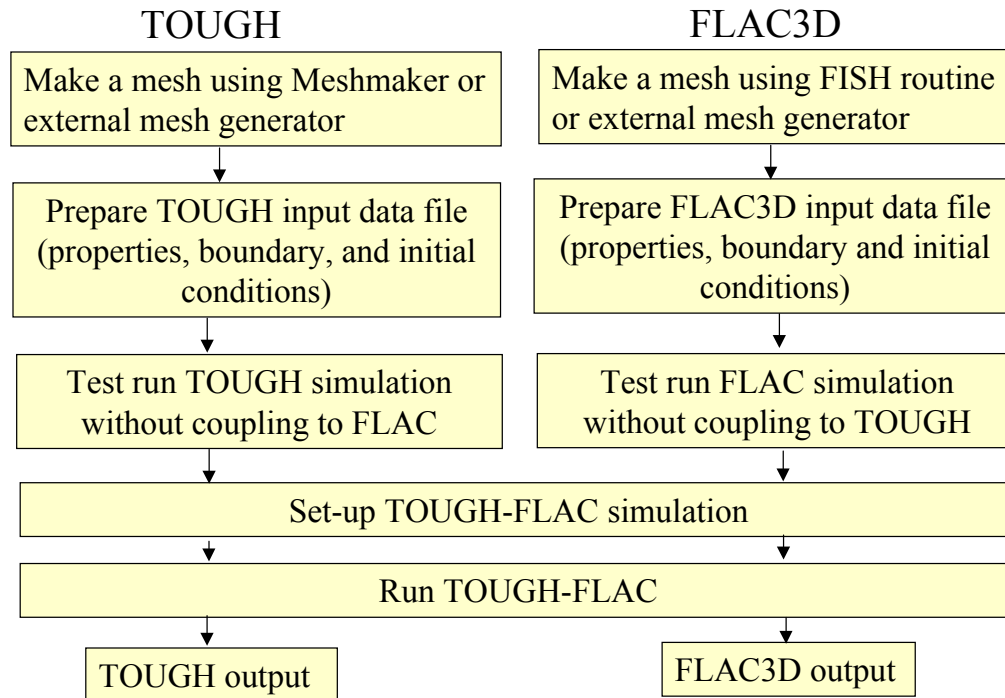 TOUGH
Make a mesh using Meshmaker or
external mesh generator
Prepare TOUGH input data file
(properties, boundary, and initial
conditions)
Test run TOUGH simulation
without coupling to FLAC
FLAC3D
Make a mesh using FISH routine
or external mesh generator
Prepare FLAC3D input data file
(properties, boundary and initial
conditions)
Test run FLAC simulation
without coupling to TOUGH
Set-up TOUGH-FLAC simulation
Run TOUGH-FLAC
TOUGH output
FLAC3D output